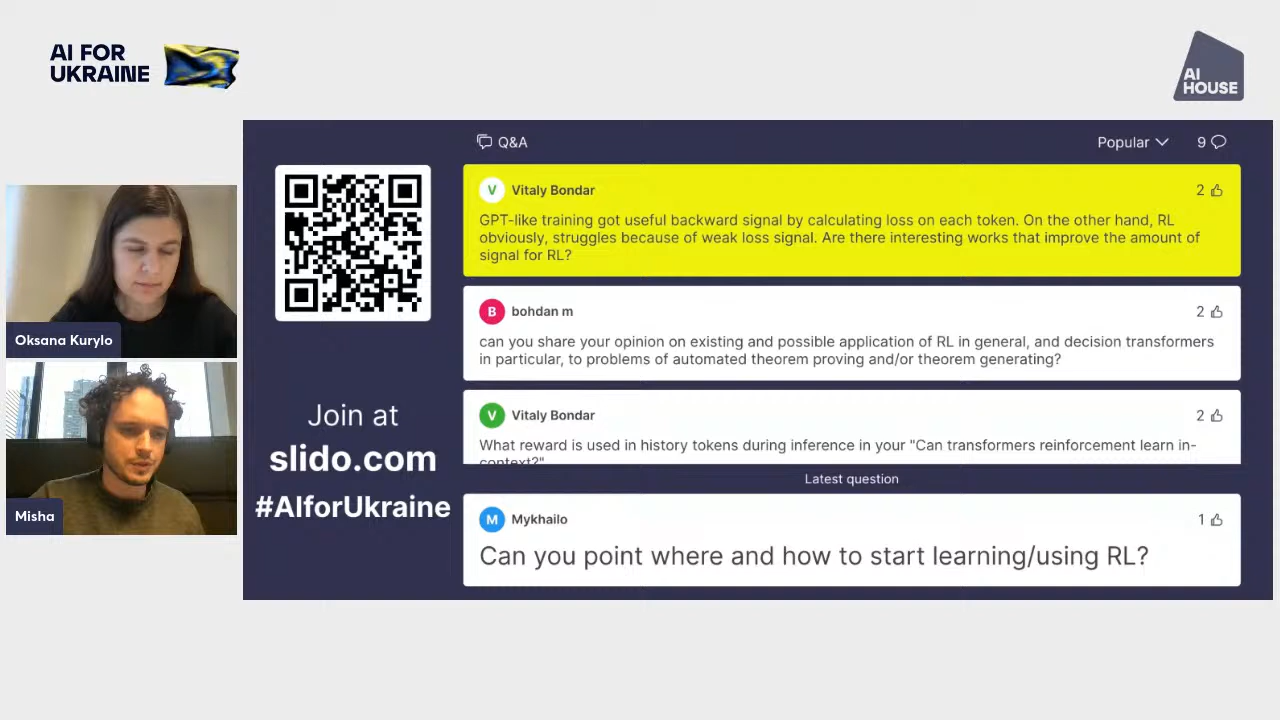 AI FOR
UKRAINE
AI
HOUSE
Q&A
Popular
9
V
Vitaly Bondar
2
GPT-like training got useful backward signal by calculating loss on each token. On the other hand, RL
obviously, struggles because of weak loss signal. Are there interesting works that improve the amount of
signal for RL?
B
bohdan m
2
can you share your opinion on existing and possible application of RL in general, and decision transformers
in particular, to problems of automated theorem proving and/or theorem generating?
V
Vitaly Bondar
2
What reward is used in history tokens during inference in your "Can transformers reinforcement learn in-
context?"
Latest question
M
Mykhailo
1
Can you point where and how to start learning/using RL?
Join at
slido.com
#AIforUkraine
Oksana Kurylo
Misha